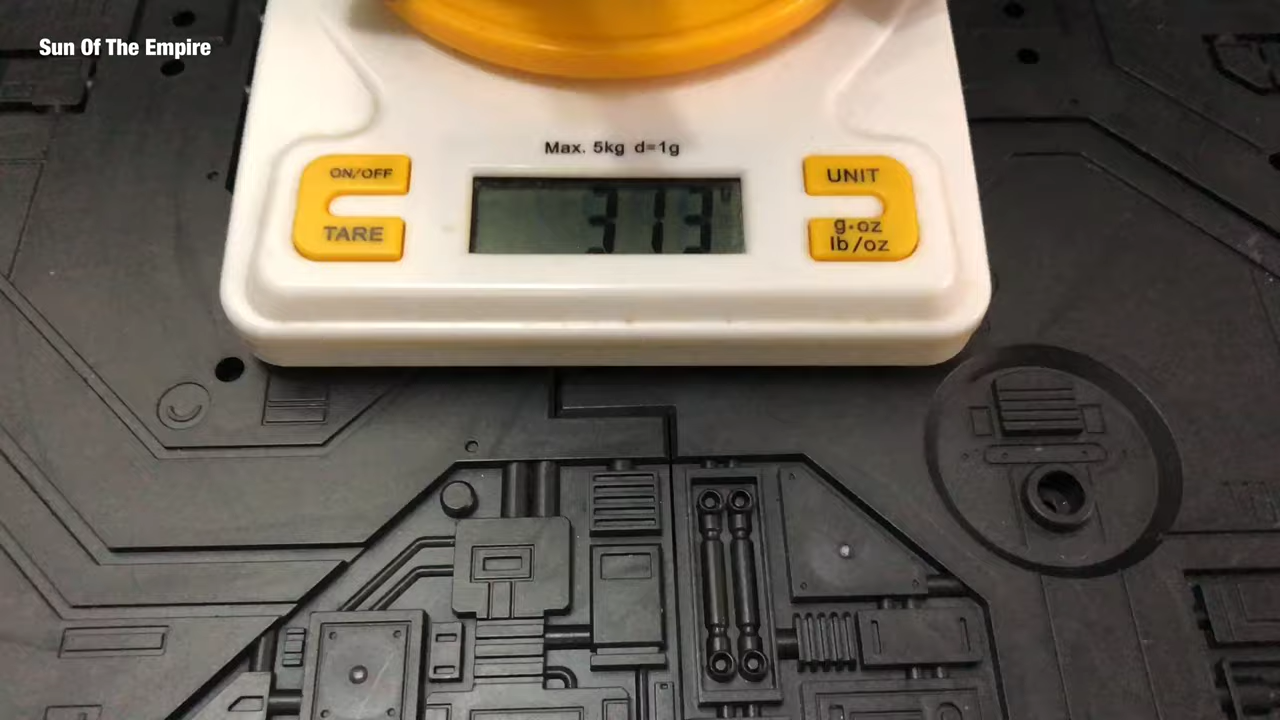 Sun Of The Empire
Max. 5kg d=1g
ON/OFF
TARE
313
UNIT
g·oz
lb/oz